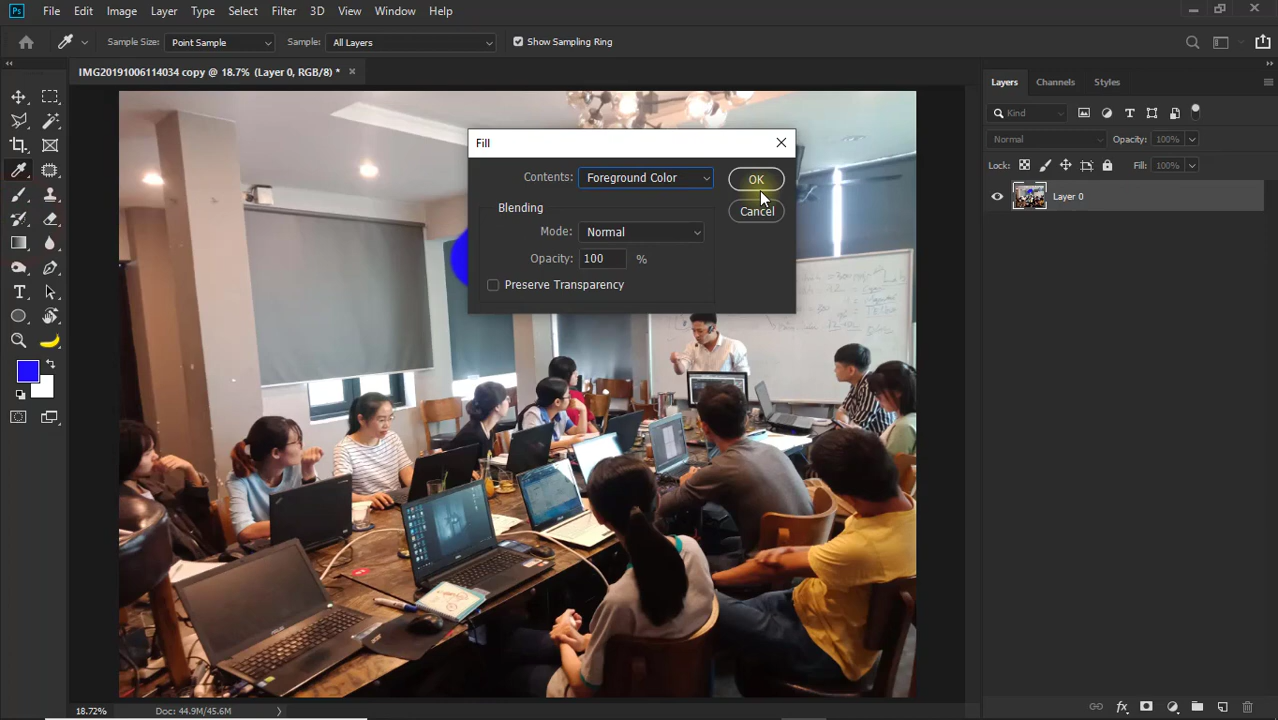 Ps File Edit Image Layer Type Select Filter 3D View Window Help
Sample Size: Point Sample Sample: All Layers Show Sampling Ring
IMG20191006114034 copy @ 18.7% (Layer 0, RGB/8) *
Layers Channels Styles
Kind
Normal Opacity: 100%
Lock: Fill: 100%
Layer 0
Fill
Contents: Foreground Color OK
Cancel
Blending
Mode: Normal
Opacity: 100 %
Preserve Transparency
18.72% Doc: 44.9M/45.6M